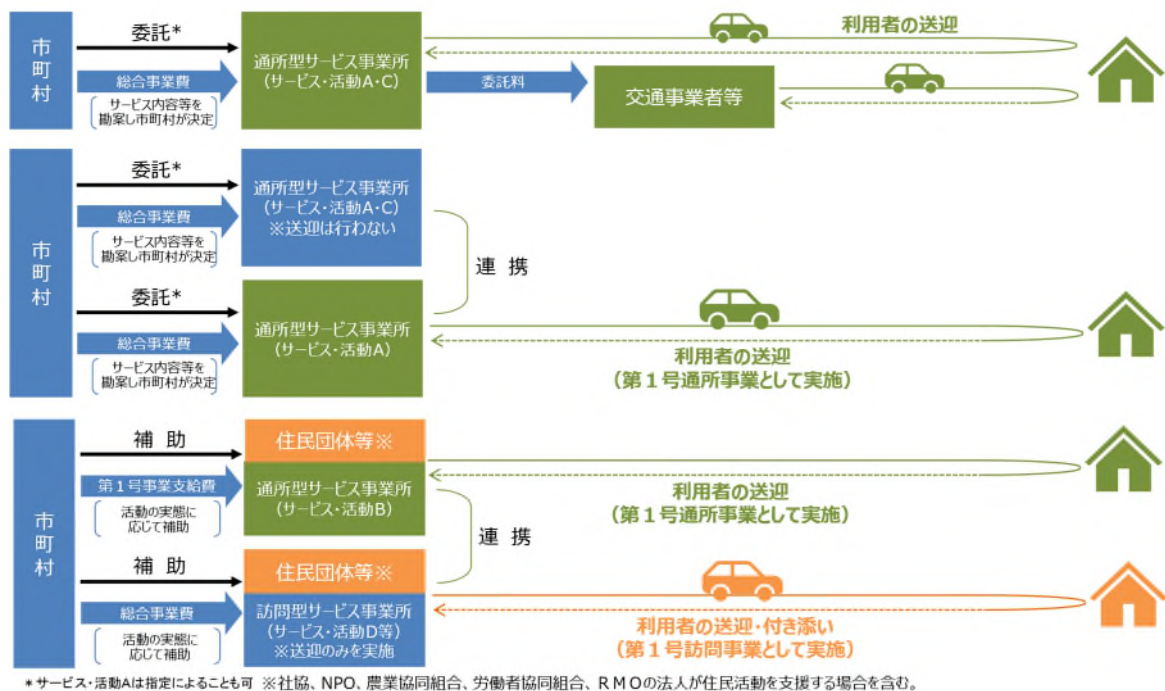 市町村
委託*
総合事業費
サービス内容等を
勘案し市町村が決定
通所型サービス事業所
(サービス・活動A・C)
委託料
交通事業者等
利用者の送迎
市町村
委託*
総合事業費
サービス内容等を
勘案し市町村が決定
通所型サービス事業所
(サービス・活動A・C)
※送迎は行わない
連携
委託*
総合事業費
サービス内容等を
勘案し市町村が決定
通所型サービス事業所
(サービス・活動A)
利用者の送迎
(第1号通所事業として実施)
市町村
補助
第1号事業支給費
活動の実態に
応じて補助
住民団体等※
通所型サービス事業所
(サービス・活動B)
利用者の送迎
(第1号通所事業として実施)
連携
補助
総合事業費
活動の実態に
応じて補助
住民団体等※
訪問型サービス事業所
(サービス・活動D等)
※送迎のみを実施
利用者の送迎・付き添い
(第1号訪問事業として実施)
*サービス・活動Aは指定によることも可 ※社協、NPO、農業協同組合、労働者協同組合、RMOの法人が住民活動を支援する場合を含む。